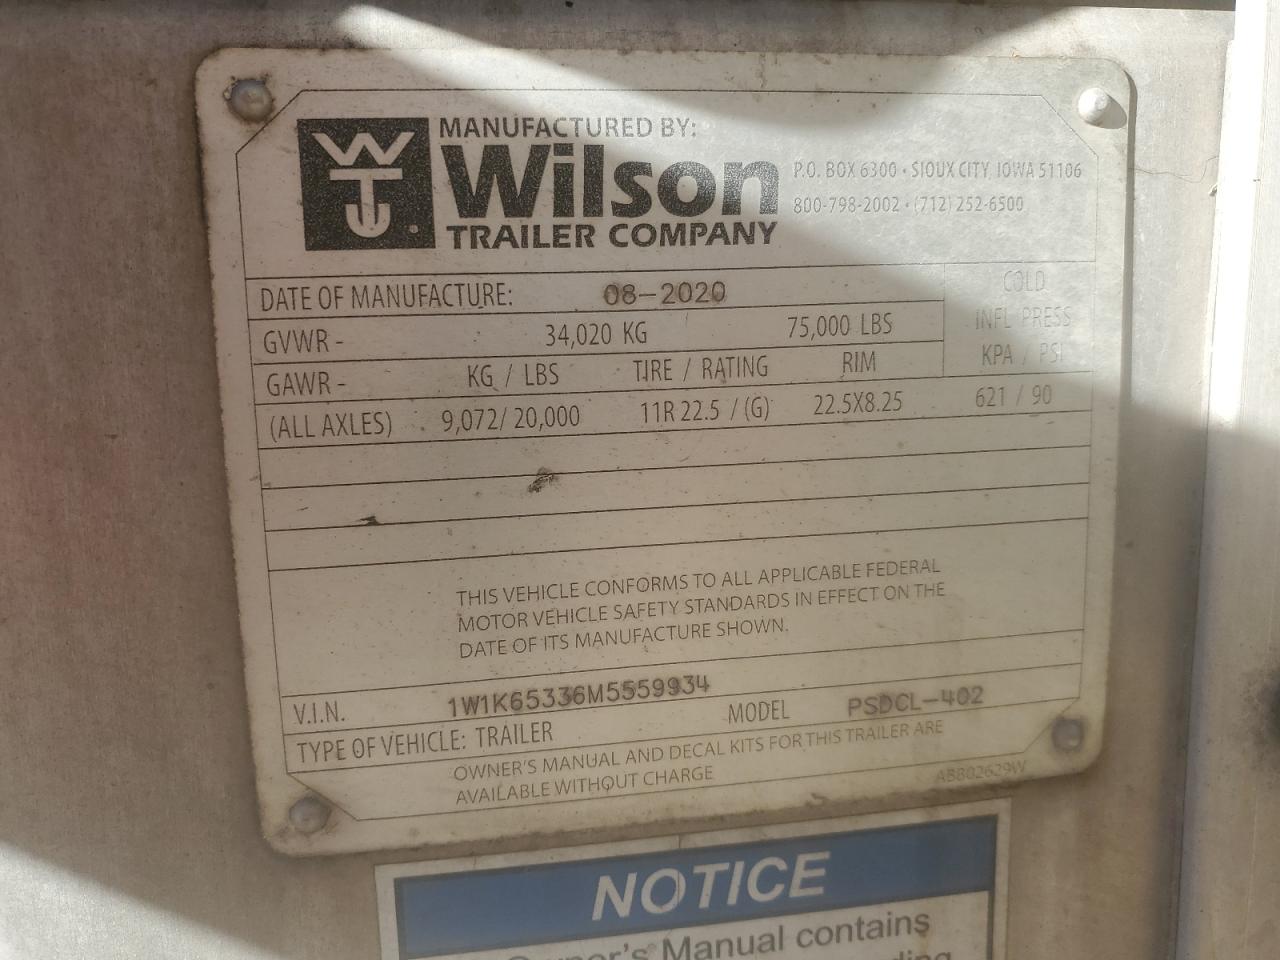 MANUFACTURED BY:
WT
Wilson
TRAILER COMPANY
P.O. BOX 6300 • SIOUX CITY, IOWA 51106
800-798-2002 • (712) 252-6500
DATE OF MANUFACTURE: 08-2020
COLD
INFL PRESS
KPA / PSI
GVWR - 34,020 KG 75,000 LBS
GAWR - KG / LBS TIRE / RATING RIM
(ALL AXLES) 9,072/ 20,000 11R 22.5 / (G) 22.5X8.25 621 / 90
THIS VEHICLE CONFORMS TO ALL APPLICABLE FEDERAL
MOTOR VEHICLE SAFETY STANDARDS IN EFFECT ON THE
DATE OF ITS MANUFACTURE SHOWN.
V.I.N. 1W1K65336M5559934
TYPE OF VEHICLE: TRAILER MODEL PSDCL-402
OWNER'S MANUAL AND DECAL KITS FOR THIS TRAILER ARE
AVAILABLE WITHOUT CHARGE
AB802629W
NOTICE
Owner's Manual contains